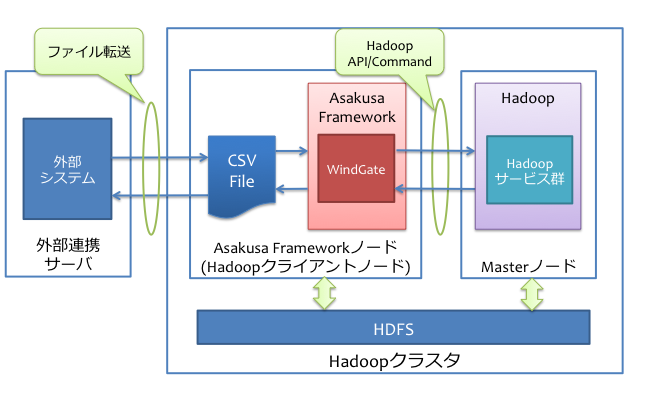 ファイル転送
Hadoop
API/Command
Asakusa
Framework
Hadoop
外部
システム
CSV
File
WindGate
Hadoop
サービス群
外部連携
サーバ
Asakusa Frameworkノード
(Hadoopクライアントノード)
Masterノード
HDFS
Hadoopクラスタ